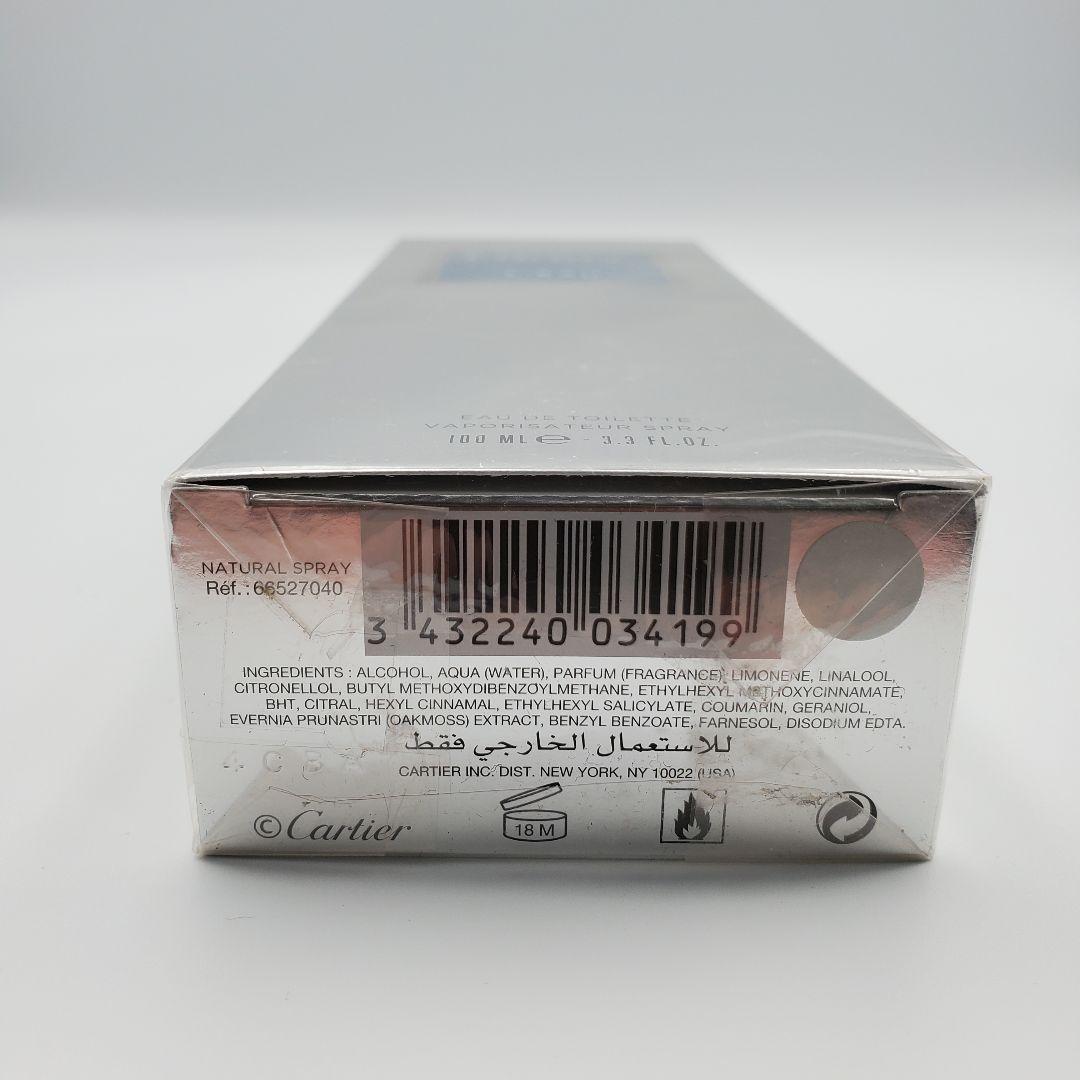 EAU DE TOILETTE
VAPORISATEUR SPRAY
100 ML e - 3.3 FL.OZ.
NATURAL SPRAY
Réf.: 66527040
3 432240 034199
INGREDIENTS : ALCOHOL, AQUA (WATER), PARFUM (FRAGRANCE), LIMONENE, LINALOOL,
CITRONELLOL, BUTYL METHOXYDIBENZOYLMETHANE, ETHYLHEXYL METHOXYCINNAMATE,
BHT, CITRAL, HEXYL CINNAMAL, ETHYLHEXYL SALICYLATE, COUMARIN, GERANIOL,
EVERNIA PRUNASTRI (OAKMOSS) EXTRACT, BENZYL BENZOATE, FARNESOL, DISODIUM EDTA.
للاستعمال الخارجي فقط
CARTIER INC. DIST. NEW YORK, NY 10022 (USA)
© Cartier
18 M